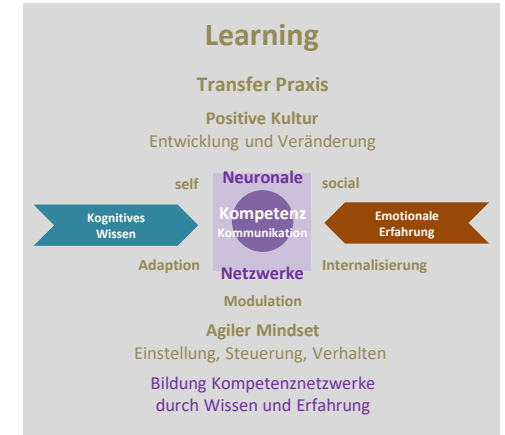 Learning
Transfer Praxis
Positive Kultur
Entwicklung und Veränderung
self
Neuronale
social
Kognitives
Wissen
Kompetenz
Kommunikation
Emotionale
Erfahrung
Adaption
Netzwerke
Internalisierung
Modulation
Agiler Mindset
Einstellung, Steuerung, Verhalten
Bildung Kompetenznetzwerke
durch Wissen und Erfahrung